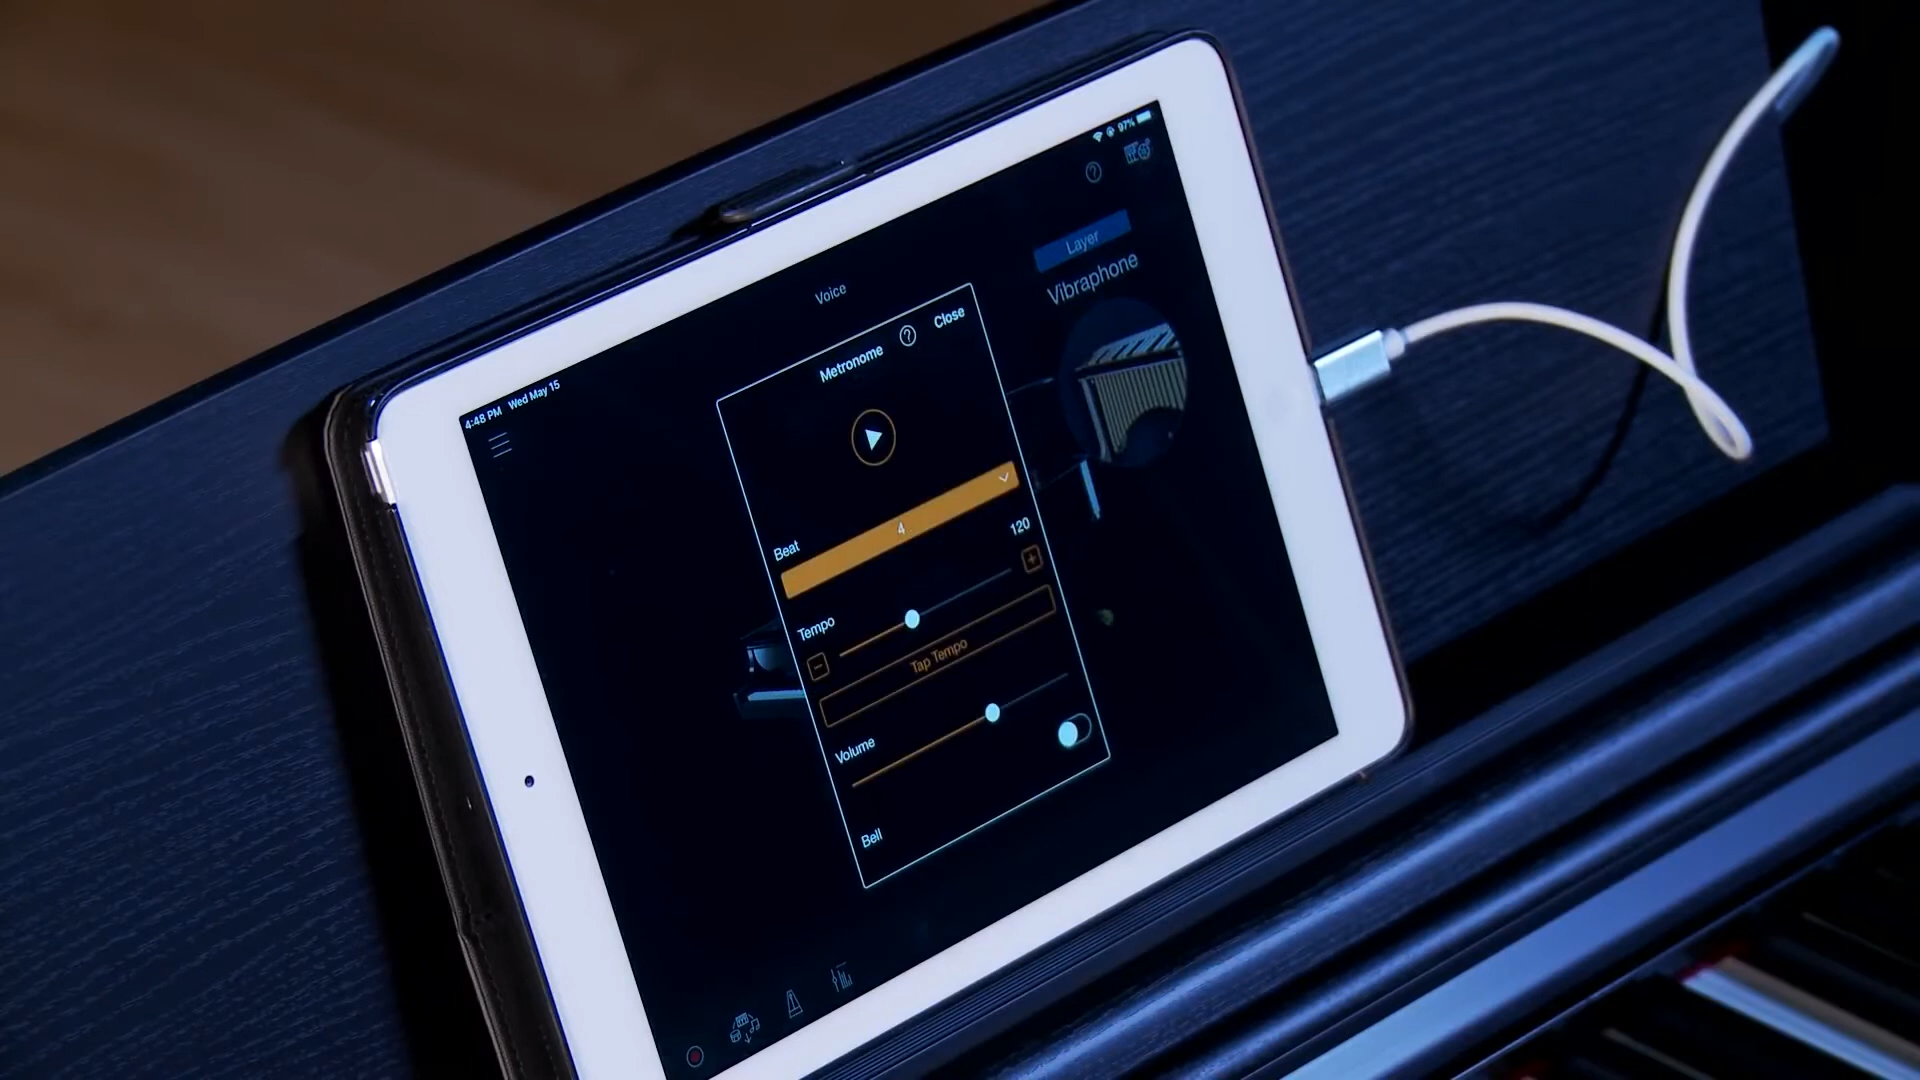 4:48 PM Wed May 15
97%
Voice
Layer
Vibraphone
Metronome ? Close
Beat
4
Tempo
120
Tap Tempo
Volume
Bell